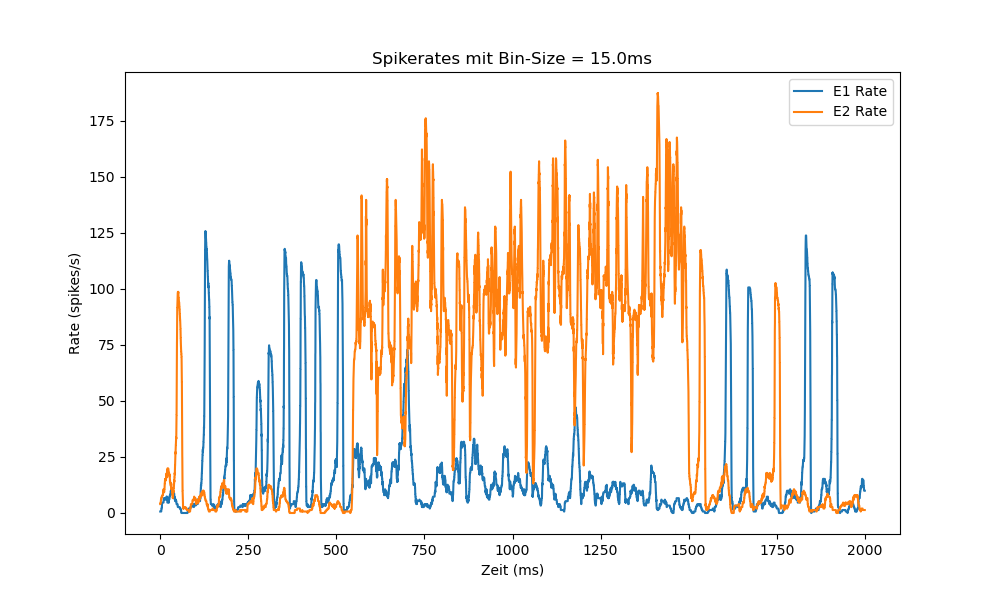 Spikerates mit Bin-Size = 15.0ms
E1 Rate
E2 Rate
175
150
125
100
75
50
25
0
Rate (spikes/s)
0 250 500 750 1000 1250 1500 1750 2000
Zeit (ms)